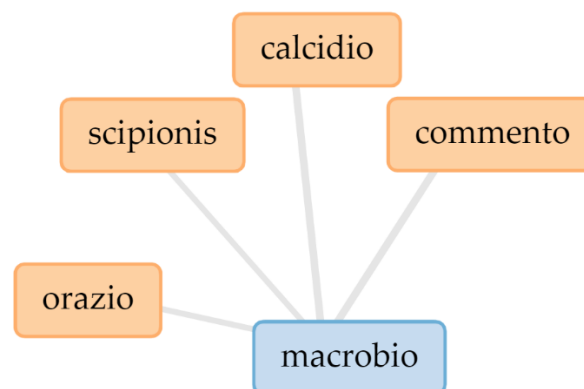 calcidio
scipionis
commento
orazio
macrobio